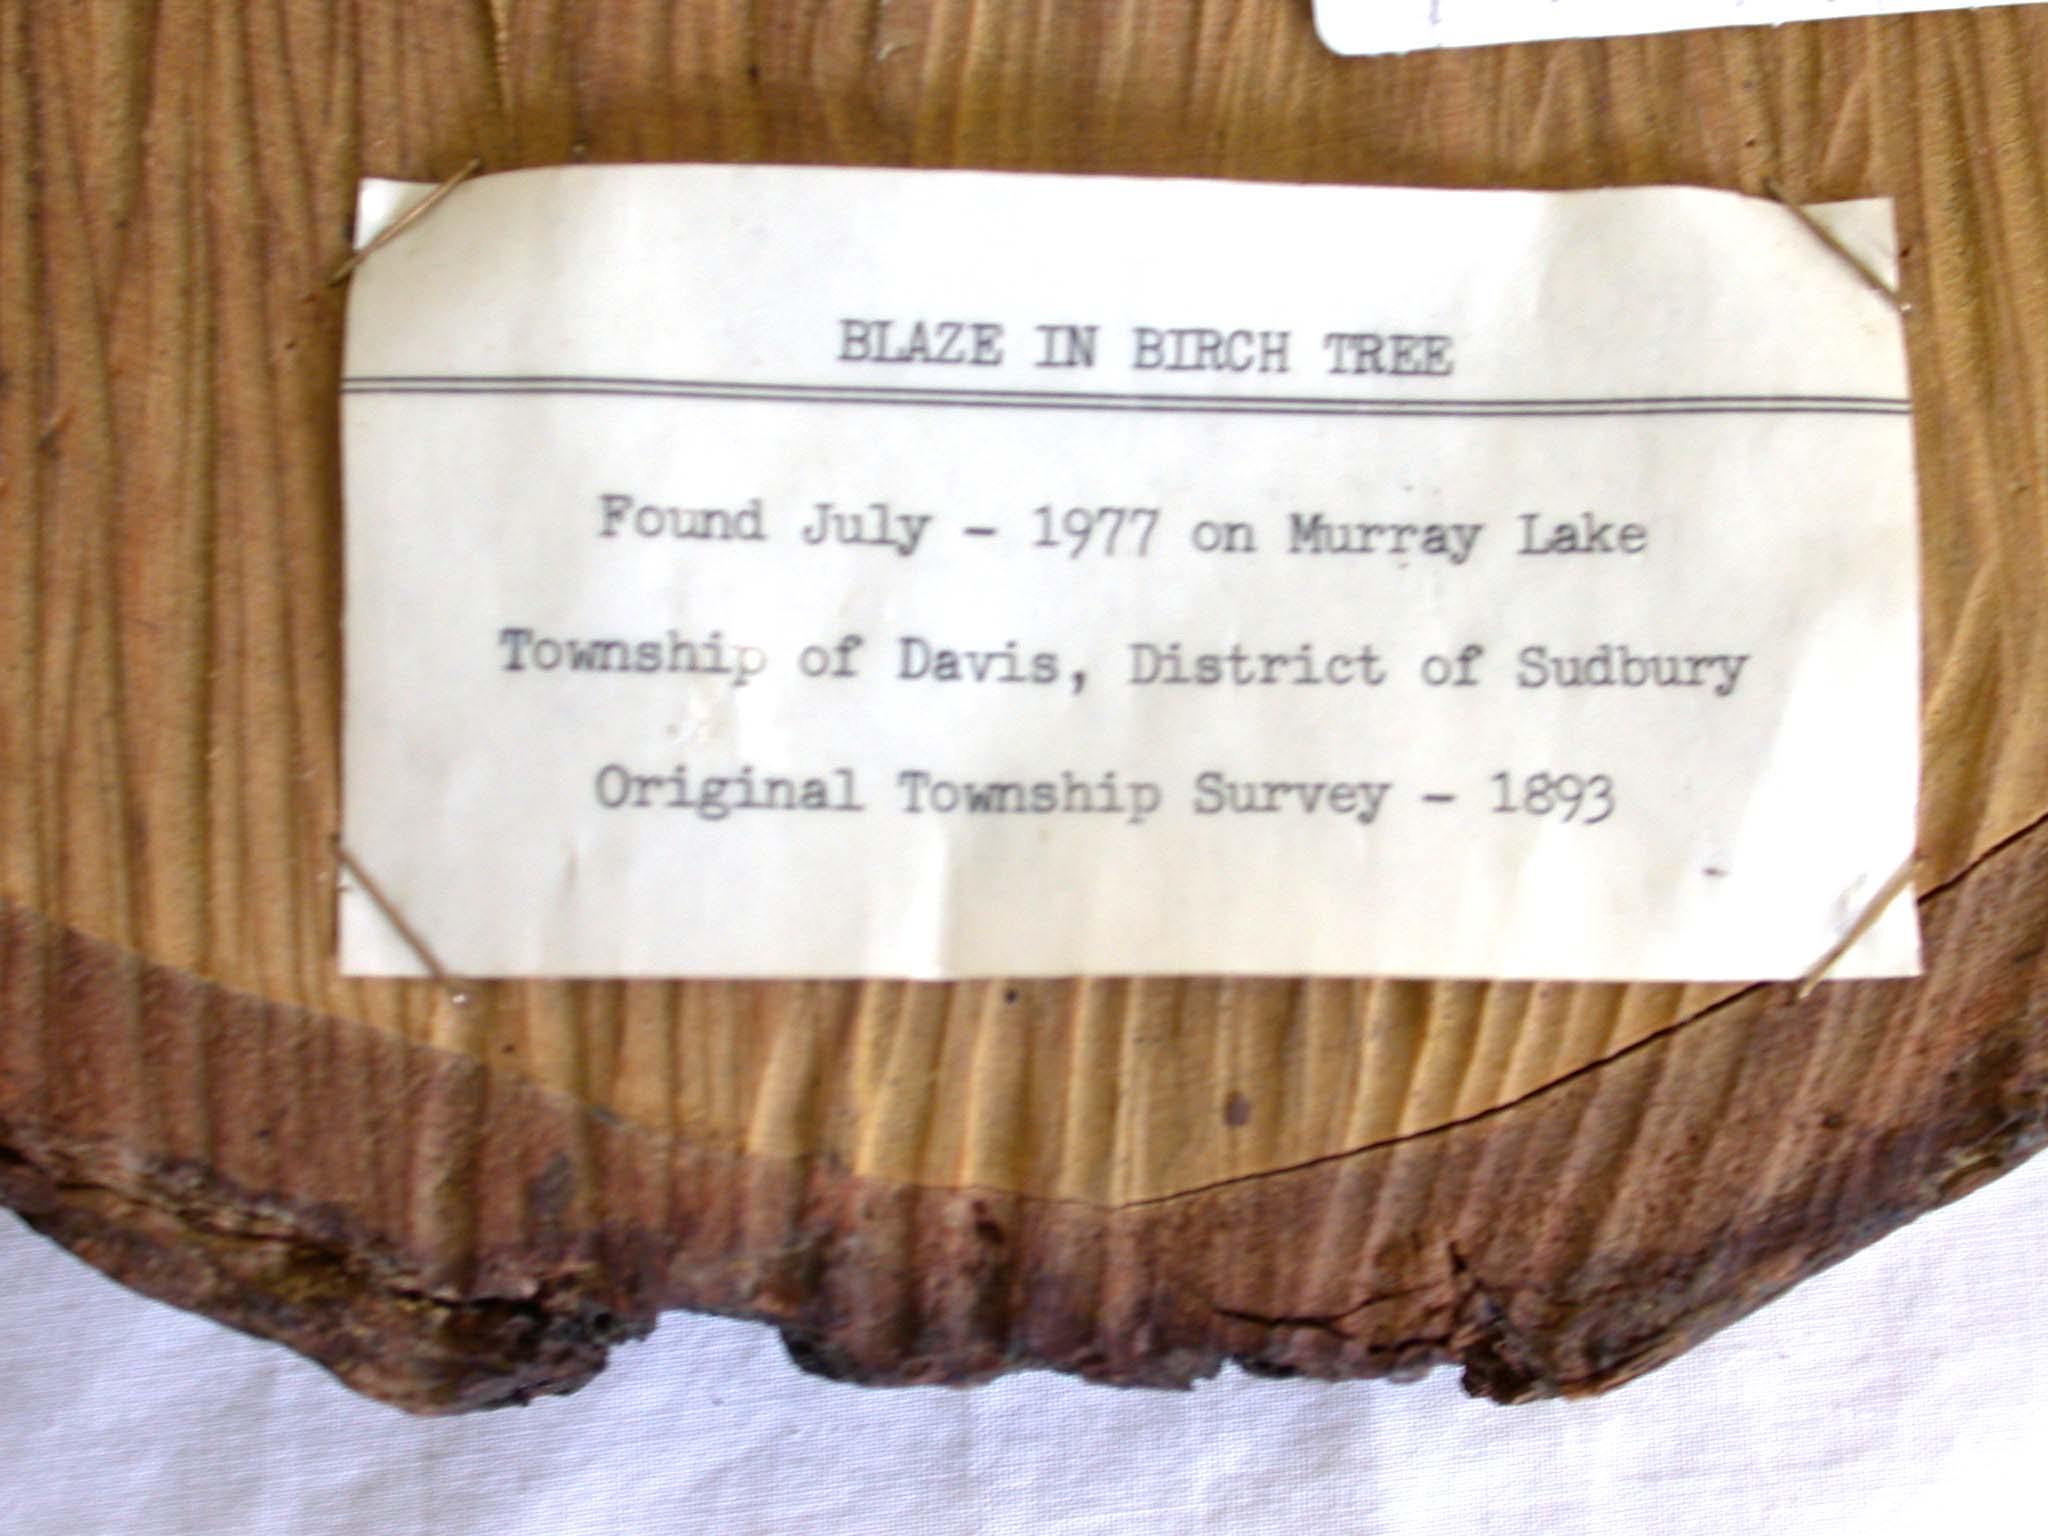 BLAZE IN BIRCH TREE
Found July - 1977 on Murray Lake
Township of Davis, District of Sudbury
Original Township Survey - 1893